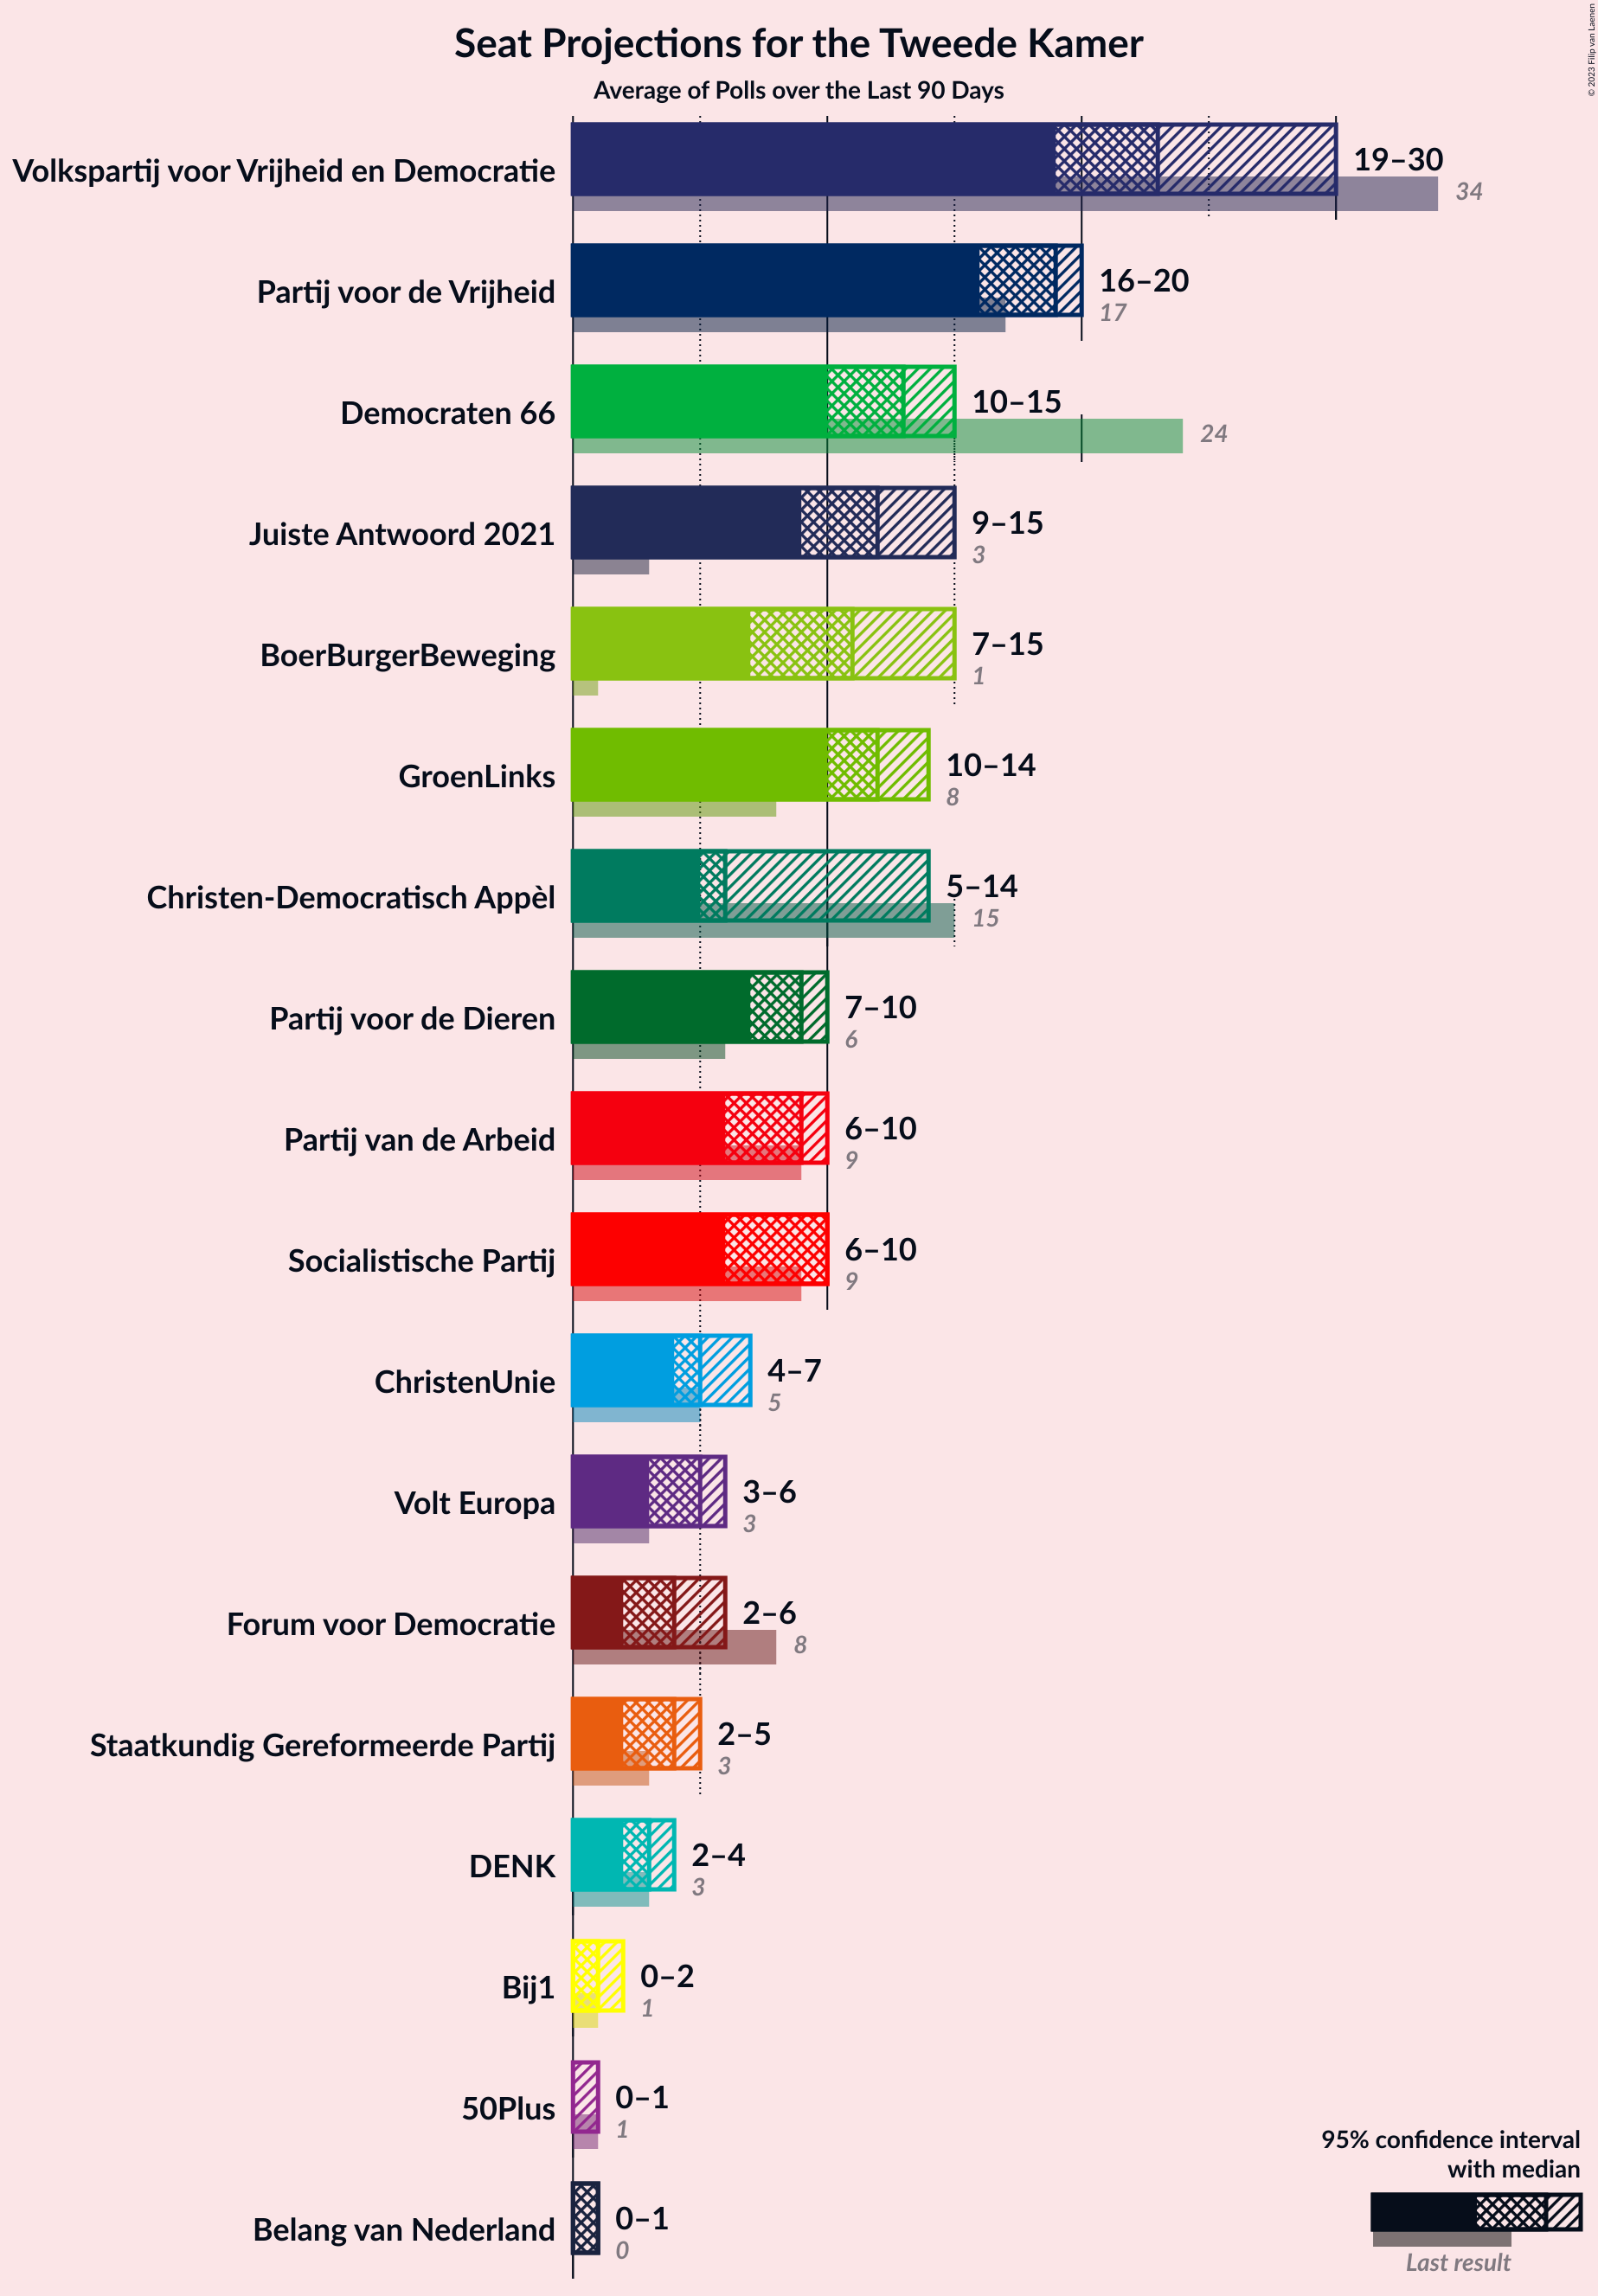 Seat Projections for the Tweede Kamer
Average of Polls over the Last 90 Days
© 2023 Filip van Laenen
Volkspartij voor Vrijheid en Democratie
19–30
34
Partij voor de Vrijheid
16–20
17
Democraten 66
10–15
24
Juiste Antwoord 2021
9–15
3
BoerBurgerBeweging
7–15
1
GroenLinks
10–14
8
Christen-Democratisch Appèl
5–14
15
Partij voor de Dieren
7–10
6
Partij van de Arbeid
6–10
9
Socialistische Partij
6–10
9
ChristenUnie
4–7
5
Volt Europa
3–6
3
Forum voor Democratie
2–6
8
Staatkundig Gereformeerde Partij
2–5
3
DENK
2–4
3
Bij1
0–2
1
50Plus
0–1
1
Belang van Nederland
0–1
0
95% confidence interval
with median
Last result